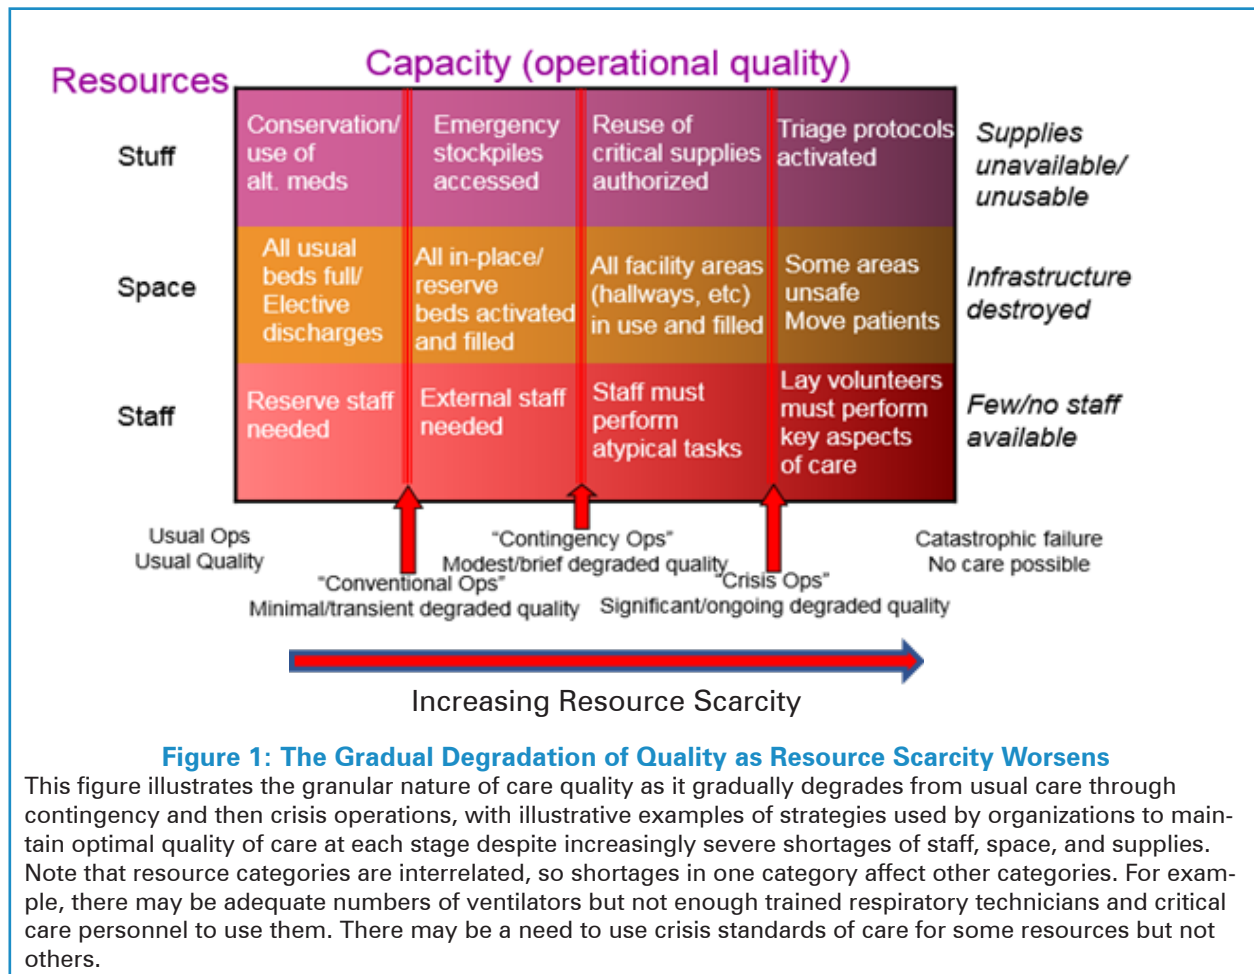 Capacity (operational quality)
Resources
Stuff
Conservation/
use of
alt. meds
Emergency
stockpiles
accessed
Reuse of
critical supplies
authorized
Triage protocols
activated
Supplies
unavailable/
unusable
Space
All usual
beds full/
Elective
discharges
All in-place/
reserve
beds activated
and filled
All facility areas
(hallways, etc)
in use and filled
Some areas
unsafe
Move patients
Infrastructure
destroyed
Staff
Reserve staff
needed
External staff
needed
Staff must
perform
atypical tasks
Lay volunteers
must perform
key aspects
of care
Few/no staff
available
Usual Ops
Usual Quality
"Conventional Ops"
Minimal/transient degraded quality
"Contingency Ops"
Modest/brief degraded quality
"Crisis Ops"
Significant/ongoing degraded quality
Catastrophic failure
No care possible
Increasing Resource Scarcity
Figure 1: The Gradual Degradation of Quality as Resource Scarcity Worsens
This figure illustrates the granular nature of care quality as it gradually degrades from usual care through
contingency and then crisis operations, with illustrative examples of strategies used by organizations to main-
tain optimal quality of care at each stage despite increasingly severe shortages of staff, space, and supplies.
Note that resource categories are interrelated, so shortages in one category affect other categories. For exam-
ple, there may be adequate numbers of ventilators but not enough trained respiratory technicians and critical
care personnel to use them. There may be a need to use crisis standards of care for some resources but not
others.